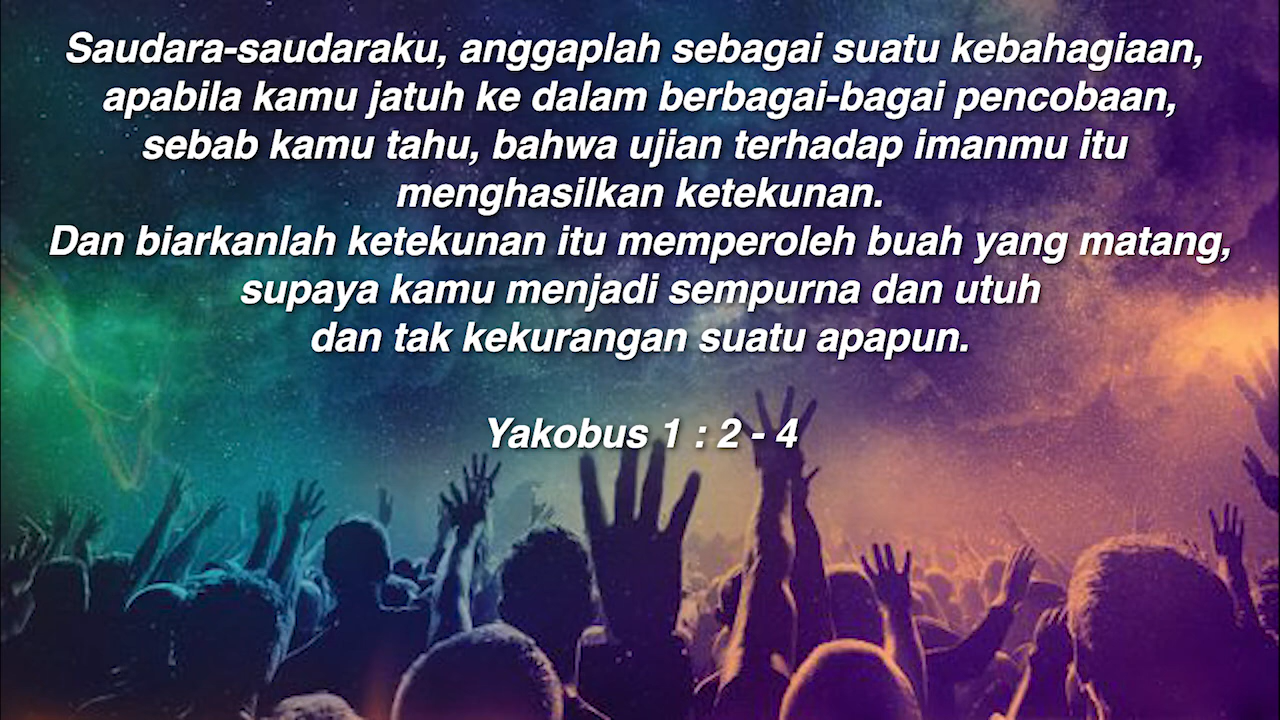 Saudara-saudaraku, anggaplah sebagai suatu kebahagiaan,
apabila kamu jatuh ke dalam berbagai-bagai pencobaan,
sebab kamu tahu, bahwa ujian terhadap imanmu itu
menghasilkan ketekunan.
Dan biarkanlah ketekunan itu memperoleh buah yang matang,
supaya kamu menjadi sempurna dan utuh
dan tak kekurangan suatu apapun.
Yakobus 1 : 2 - 4